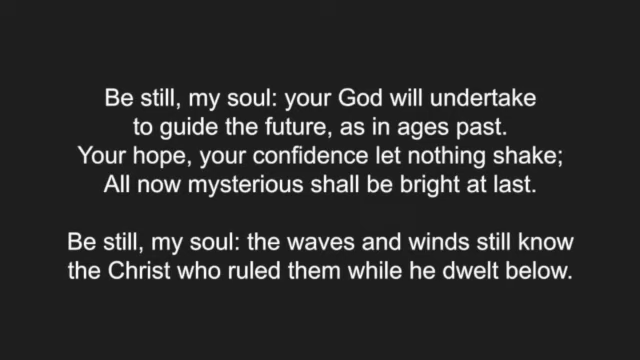 Be still, my soul: your God will undertake
to guide the future, as in ages past.
Your hope, your confidence let nothing shake;
All now mysterious shall be bright at last.
Be still, my soul: the waves and winds still know
the Christ who ruled them while he dwelt below.